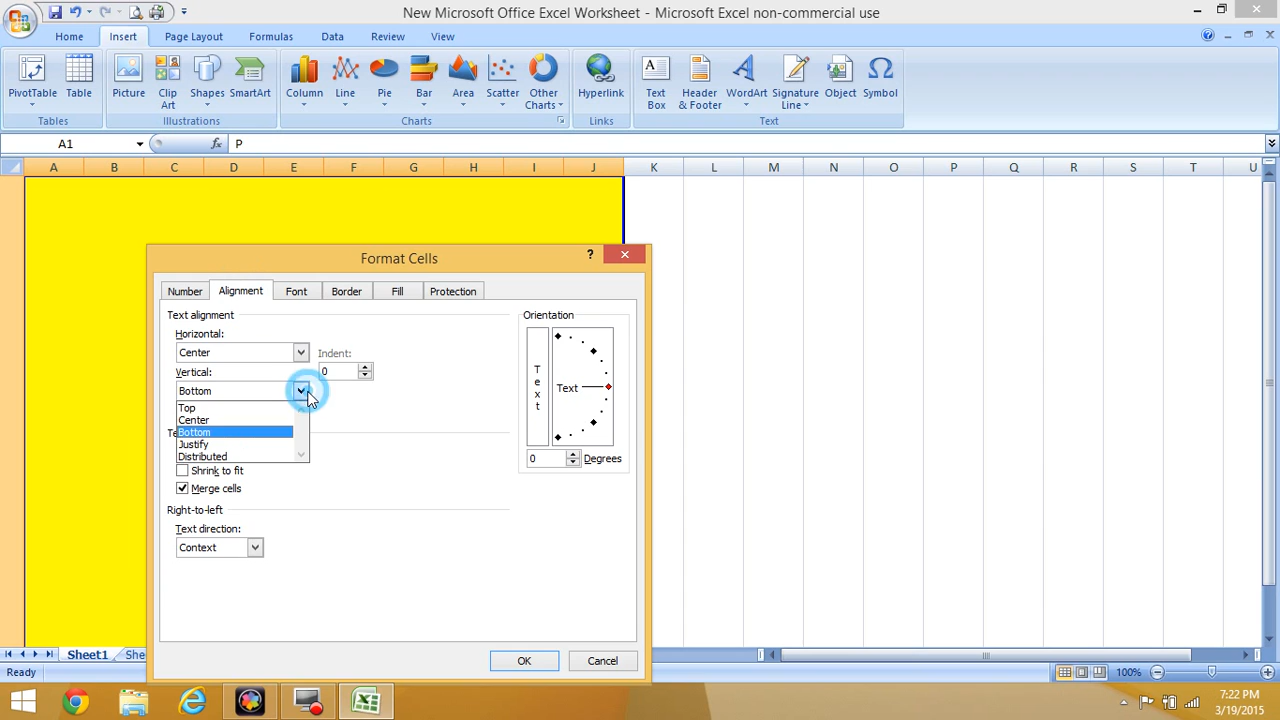 New Microsoft Office Excel Worksheet - Microsoft Excel non-commercial use
Home Insert Page Layout Formulas Data Review View
PivotTable Table Picture Clip Art Shapes SmartArt Column Line Pie Bar Area Scatter Other Charts Hyperlink Text Box Header & Footer WordArt Signature Line Object Symbol
Tables Illustrations Charts Links Text
A1 fx P
A B C D E F G H I J K L M N O P Q R S T U
Format Cells ?
Number Alignment Font Border Fill Protection
Text alignment Orientation
Horizontal:
Center Indent:
Vertical: 0
Bottom
Top
Center
Bottom
Justify
Distributed
Te
Text
Text
0 Degrees
Shrink to fit
Merge cells
Right-to-left
Text direction:
Context
OK Cancel
Sheet1 She
Ready 100%
7:22 PM
3/19/2015